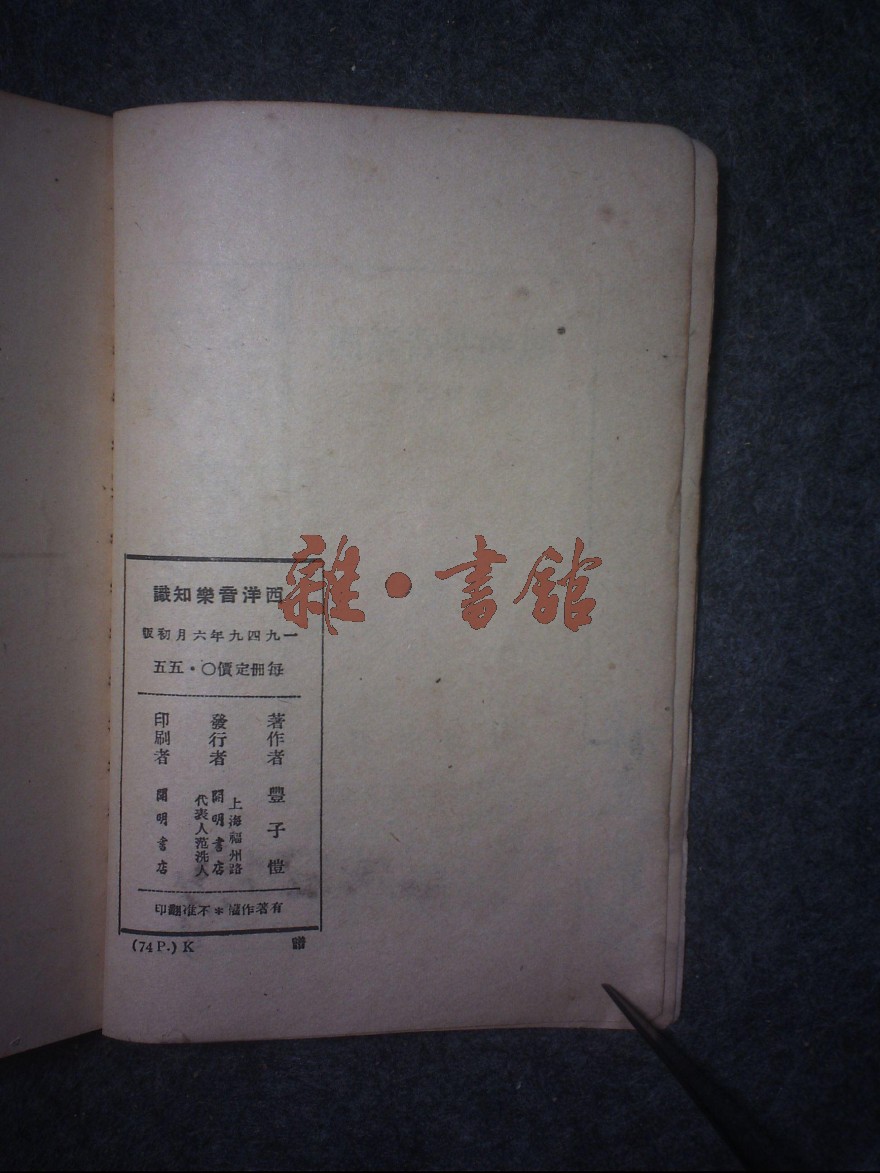 西洋音樂知識
一九四九年六月初版
每冊定價〇·五五
著作者 豐子愷
發行者
上海福州路
開明書店
代表人范洗人
印刷者 開明書店
有著作權*不准翻印
(74 P.) K
雜·書館